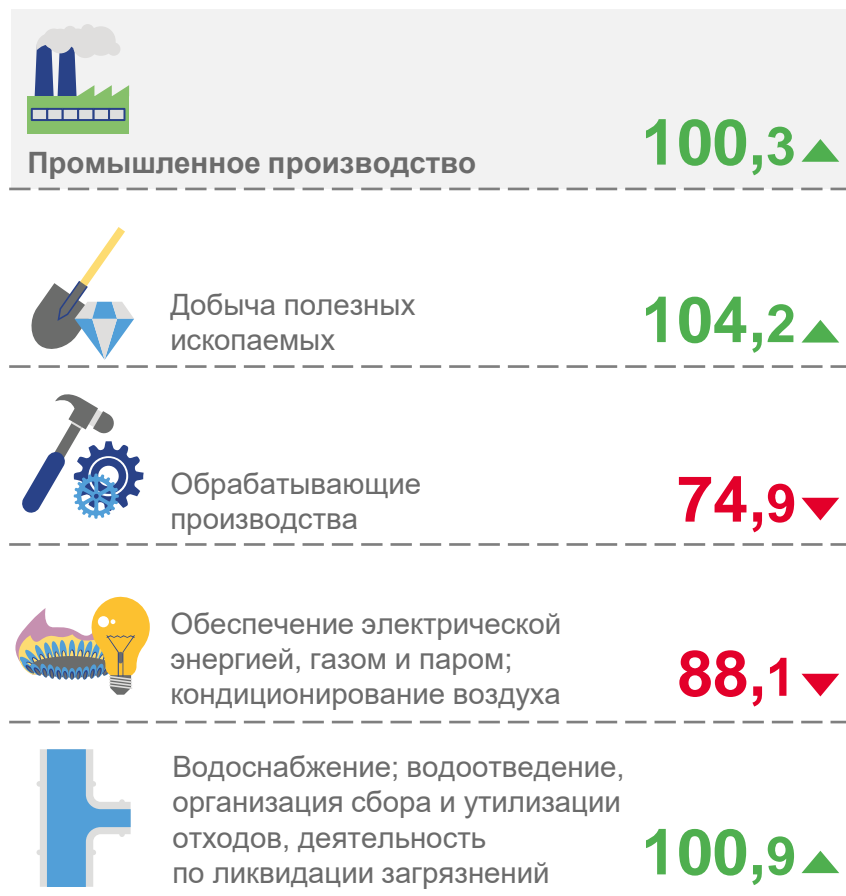 Промышленное производство
100,3
Добыча полезных
ископаемых
104,2
Обрабатывающие
производства
74,9
Обеспечение электрической
энергией, газом и паром;
кондиционирование воздуха
88,1
Водоснабжение; водоотведение,
организация сбора и утилизации
отходов, деятельность
по ликвидации загрязнений
100,9